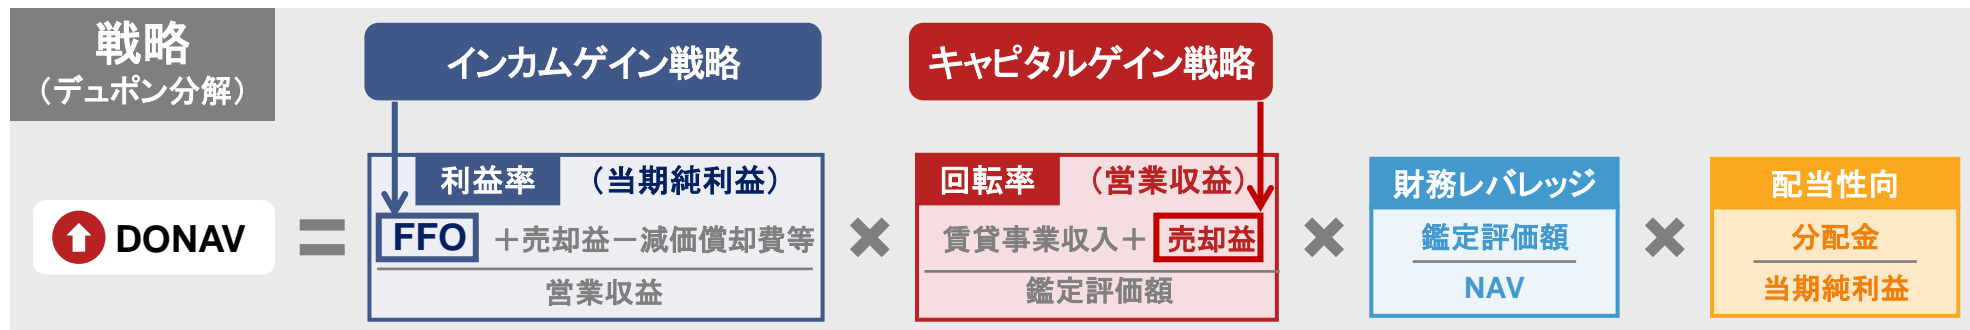 戦略
（デュポン分解）
インカムゲイン戦略
キャピタルゲイン戦略
DONAV
=
利益率 （当期純利益）
FFO ＋売却益－減価償却費等
営業収益
×
回転率 （営業収益）
賃貸事業収入＋ 売却益
鑑定評価額
×
財務レバレッジ
鑑定評価額
NAV
×
配当性向
分配金
当期純利益